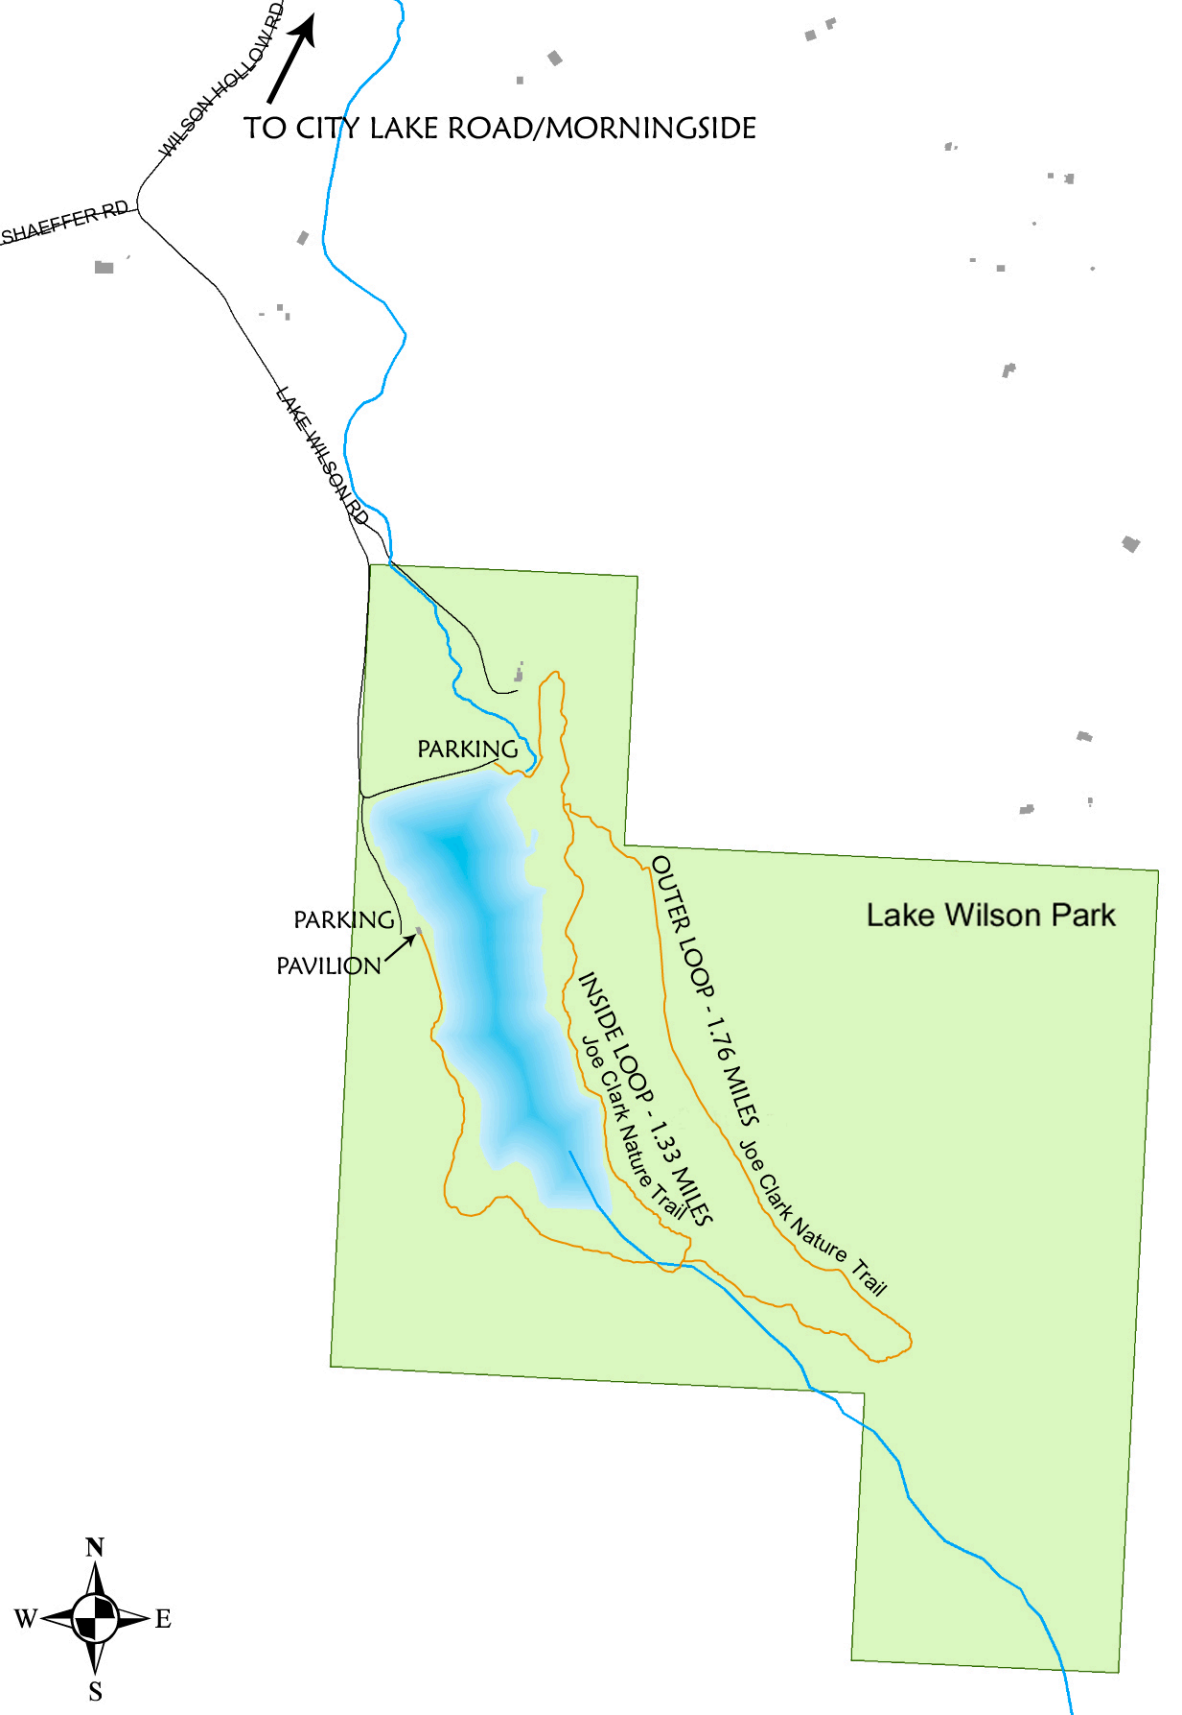 WILSON HOLLOW RD
TO CITY LAKE ROAD/MORNINGSIDE
SHAEFFER RD
LAKE WILSON RD
PARKING
OUTER LOOP - 1.76 MILES Joe Clark Nature Trail
Lake Wilson Park
PARKING
PAVILION
INSIDE LOOP - 1.33 MILES
Joe Clark Nature Trail
N
W
E
S